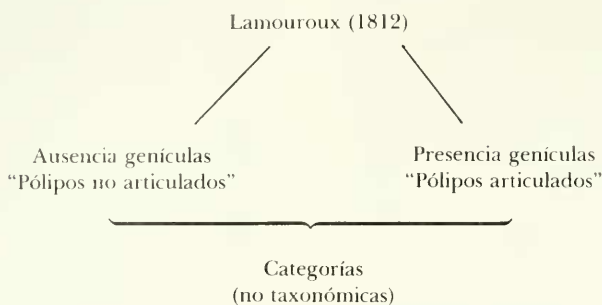 Lamouroux (1812)
Ausencia genículas
“Pólipos no articulados”
Presencia genículas
“Pólipos articulados”
Categorías
(no taxonómicas)